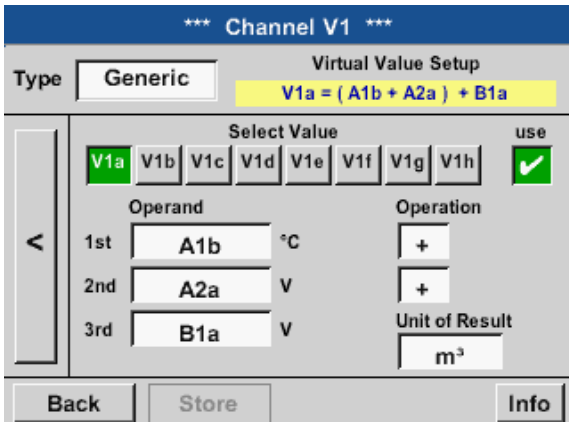 *** Channel V1 ***
Type Generic Virtual Value Setup
V1a = ( A1b + A2a ) + B1a
Select Value use
V1a V1b V1c V1d V1e V1f V1g V1h ✔
Operand Operation
< 1st A1b °C +
2nd A2a V +
3rd B1a V Unit of Result
m³
Back Store Info